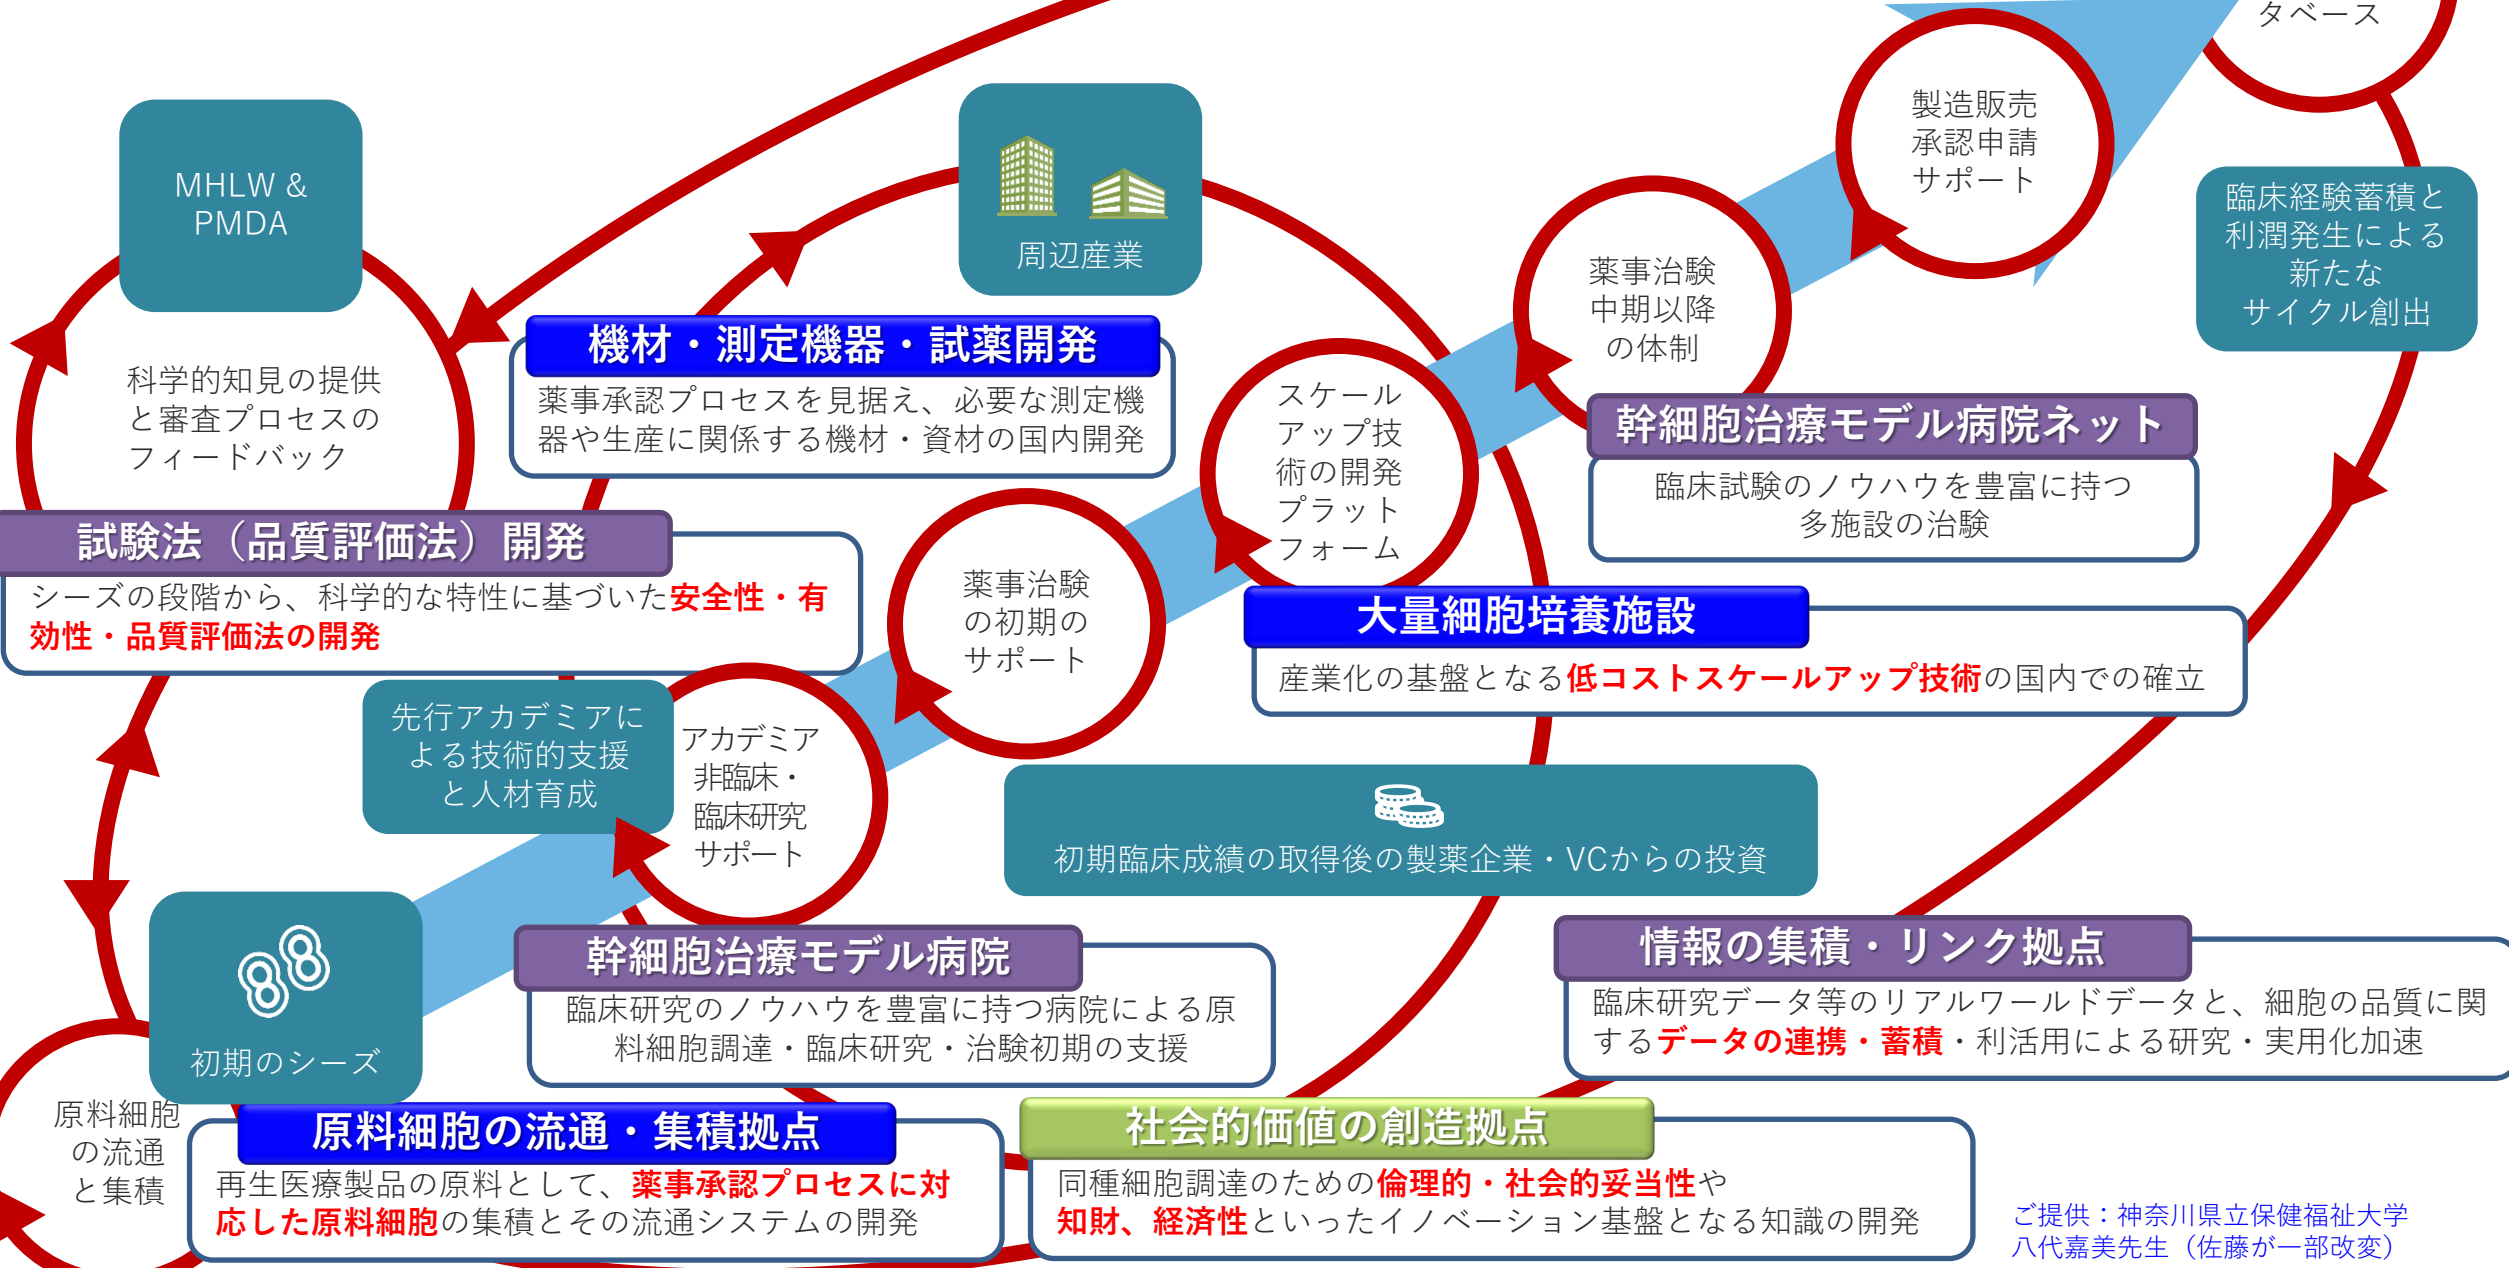 タベース
製造販売
承認申請
サポート
MHLW &
PMDA
周辺産業
臨床経験蓄積と
利潤発生による
新たな
サイクル創出
薬事治験
中期以降
の体制
機材・測定機器・試薬開発
薬事承認プロセスを見据え、必要な測定機
器や生産に関係する機材・資材の国内開発
科学的知見の提供
と審査プロセスの
フィードバック
スケール
アップ技
術の開発
プラット
フォーム
幹細胞治療モデル病院ネット
臨床試験のノウハウを豊富に持つ
多施設の治験
試験法（品質評価法）開発
シーズの段階から、科学的な特性に基づいた安全性・有
効性・品質評価法の開発
薬事治験
の初期の
サポート
大量細胞培養施設
産業化の基盤となる低コストスケールアップ技術の国内での確立
先行アカデミアに
よる技術的支援
と人材育成
アカデミア
非臨床・
臨床研究
サポート
初期臨床成績の取得後の製薬企業・VCからの投資
幹細胞治療モデル病院
臨床研究のノウハウを豊富に持つ病院による原
料細胞調達・臨床研究・治験初期の支援
情報の集積・リンク拠点
臨床研究データ等のリアルワールドデータと、細胞の品質に関
するデータの連携・蓄積・利活用による研究・実用化加速
初期のシーズ
原料細胞
の流通
と集積
原料細胞の流通・集積拠点
再生医療製品の原料として、薬事承認プロセスに対
応した原料細胞の集積とその流通システムの開発
社会的価値の創造拠点
同種細胞調達のための倫理的・社会的妥当性や
知財、経済性といったイノベーション基盤となる知識の開発
ご提供：神奈川県立保健福祉大学
八代嘉美先生（佐藤が一部改変）